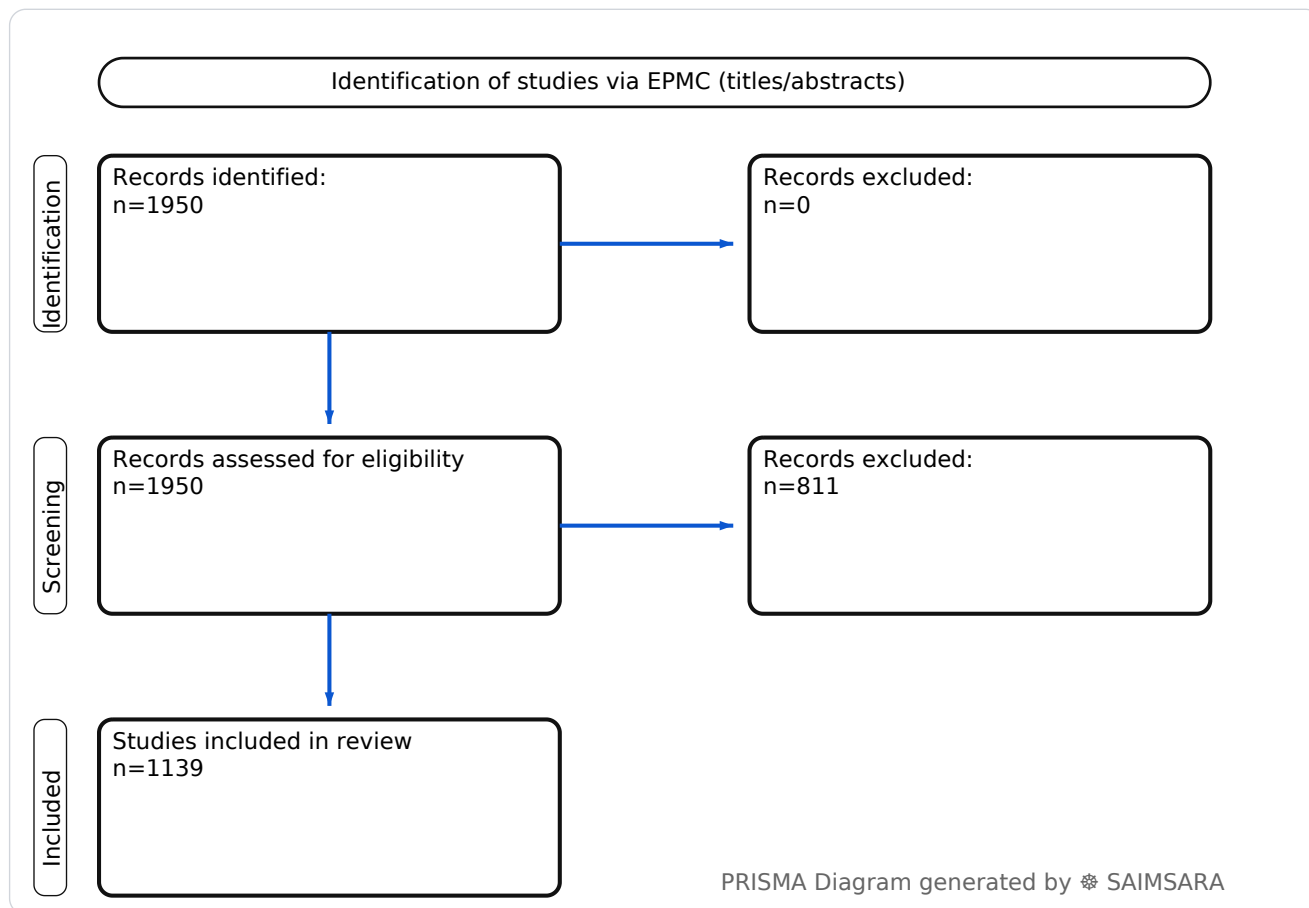 Identification of studies via EPMC (titles/abstracts)
Identification
Records identified:
n=1950
Records excluded:
n=0
Screening
Records assessed for eligibility
n=1950
Records excluded:
n=811
Included
Studies included in review
n=1139
PRISMA Diagram generated by ☸ SAIMSARA